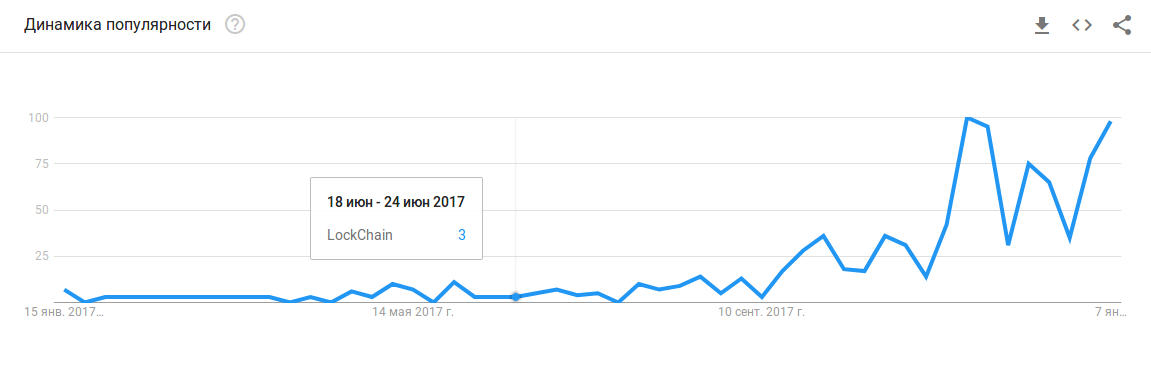 Динамика популярности ?
100
75
50
25
18 июн - 24 июн 2017
LockChain 3
15 янв. 2017… 14 мая 2017 г. 10 сент. 2017 г. 7 ян…